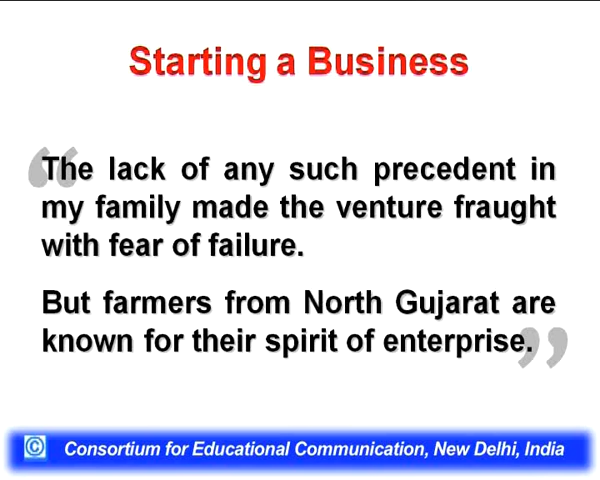 Starting a Business
“The lack of any such precedent in
my family made the venture fraught
with fear of failure.
But farmers from North Gujarat are
known for their spirit of enterprise.”
© Consortium for Educational Communication, New Delhi, India